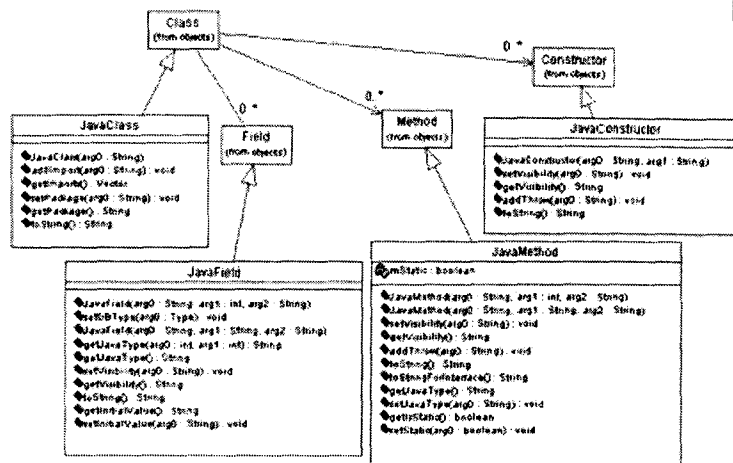 Class
(from objects)
0..*
Constructor
(from objects)
0..*
0..*
Method
(from objects)
Field
(from objects)
JavaClass
JavaClass(arg0 : String)
addImport(arg0 : String) : void
getImport() : Vector
setPackage(arg0 : String) : void
getPackage() : String
toString() : String
JavaConstructor
JavaConstructor(arg0 : String, arg1 : String)
setVisibility(arg0 : String) : void
getVisibility() : String
addThrow(arg0 : String) : void
toString() : String
JavaField
JavaField(arg0 : String, arg1 : int, arg2 : String)
setDBType(arg0 : Type) : void
JavaField(arg0 : String, arg1 : String, arg2 : String)
getJavaType(arg0 : int, arg1 : int) : String
getJavaType() : String
setVisibility(arg0 : String) : void
getVisibility() : String
toString() : String
getInitialValue() : String
setInitialValue(arg0 : String) : void
JavaMethod
mStatic : boolean
JavaMethod(arg0 : String, arg1 : int, arg2 : String)
JavaMethod(arg0 : String, arg1 : String, arg2 : String)
setVisibility(arg0 : String) : void
getVisibility() : String
addThrow(arg0 : String) : void
toString() : String
toStringForInterface() : String
getJavaType() : String
setJavaType(arg0 : String) : void
getIsStatic() : boolean
setStatic(arg0 : boolean) : void